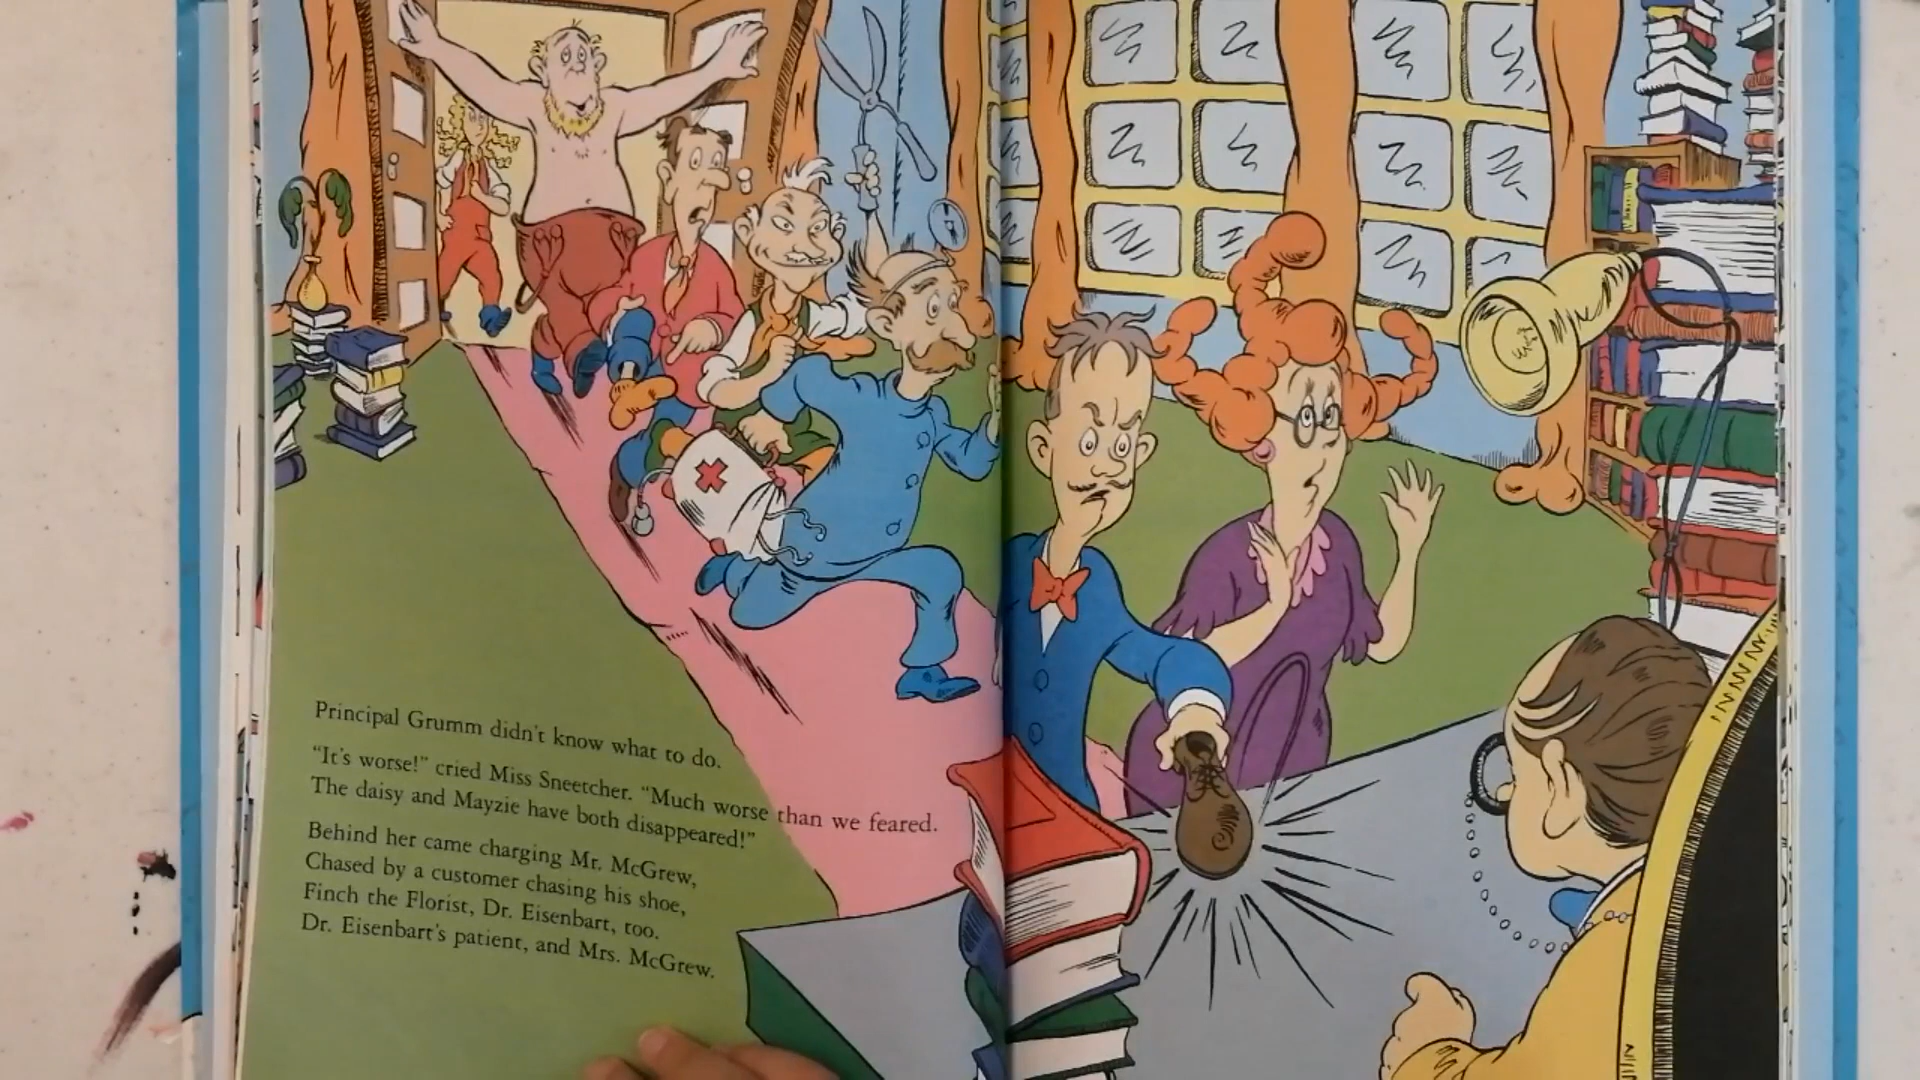 Principal Grumm didn't know what to do.
"It's worse!" cried Miss Sneetcher. "Much worse than we feared.
The daisy and Mayzie have both disappeared!"
Behind her came charging Mr. McGrew,
Chased by a customer chasing his shoe,
Finch the Florist, Dr. Eisenbart, too.
Dr. Eisenbart's patient, and Mrs. McGrew.